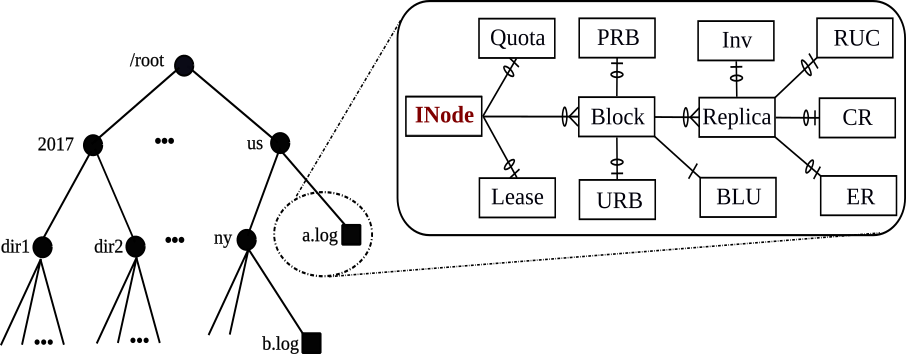 /root
2017
•••
us
dir1
dir2
•••
ny
a.log
•••
•••
b.log
Quota
PRB
Inv
RUC
INode
Block
Replica
CR
Lease
URB
BLU
ER